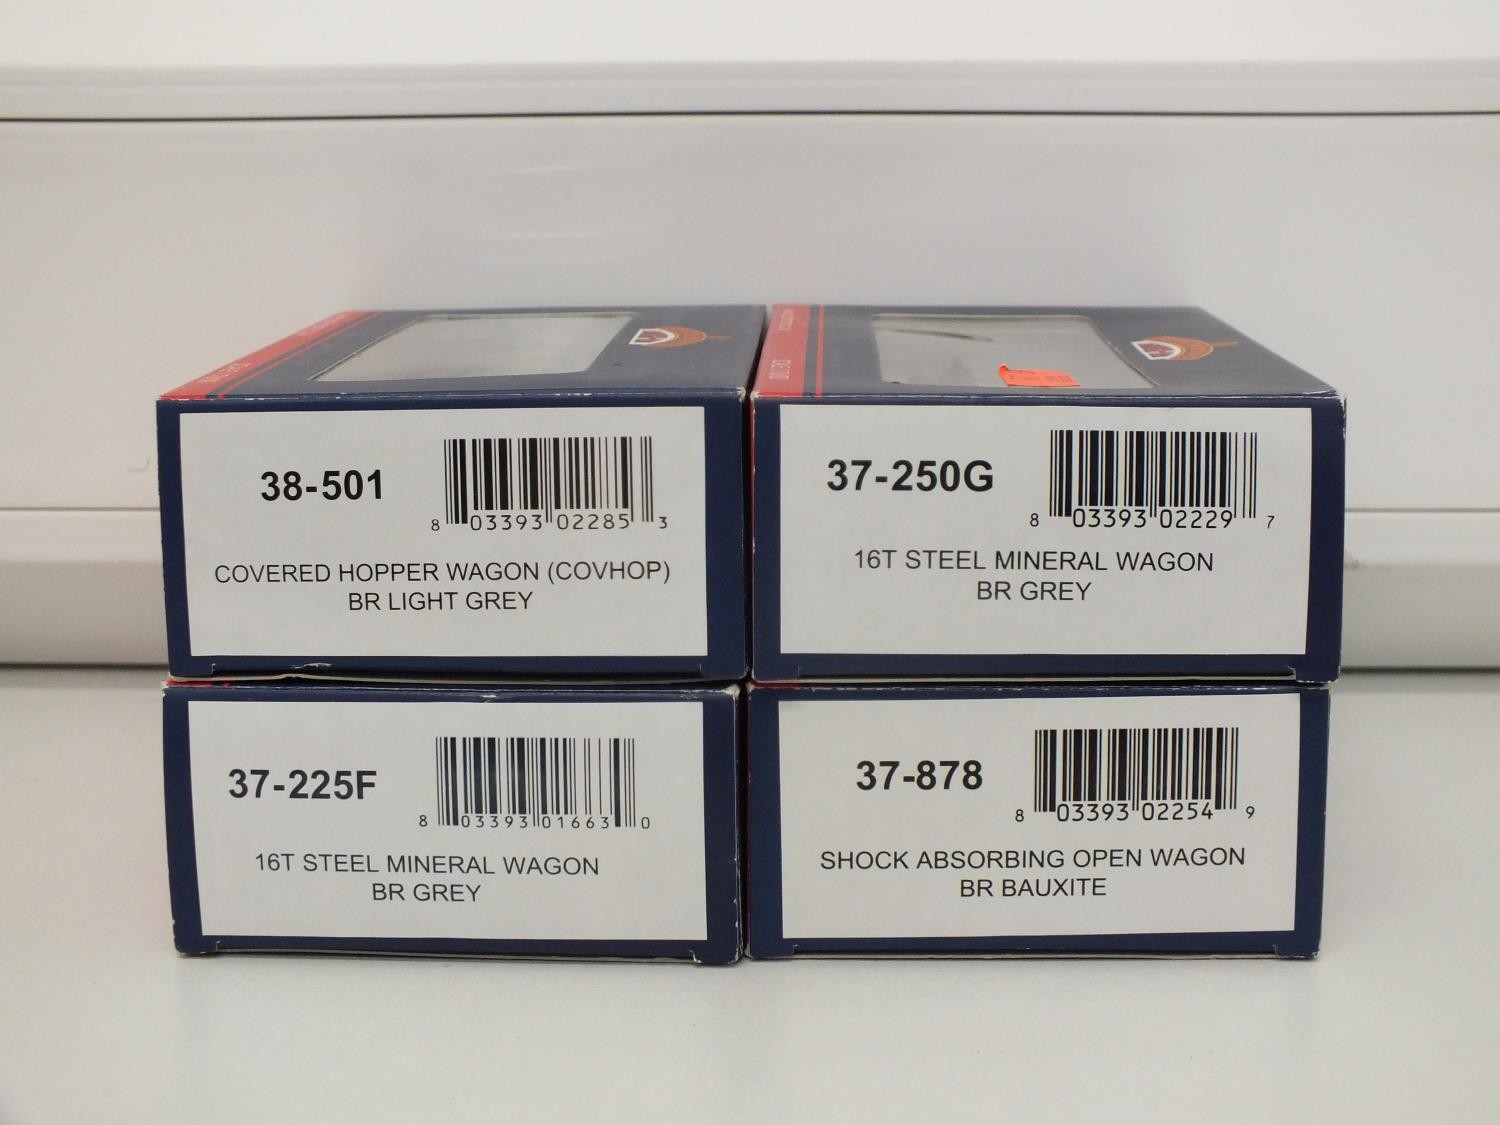 38-501
8 03393 02285 3
COVERED HOPPER WAGON (COVHOP)
BR LIGHT GREY
37-250G
8 03393 02229 7
16T STEEL MINERAL WAGON
BR GREY
37-225F
8 03393 01663 0
16T STEEL MINERAL WAGON
BR GREY
37-878
8 03393 02254 9
SHOCK ABSORBING OPEN WAGON
BR BAUXITE